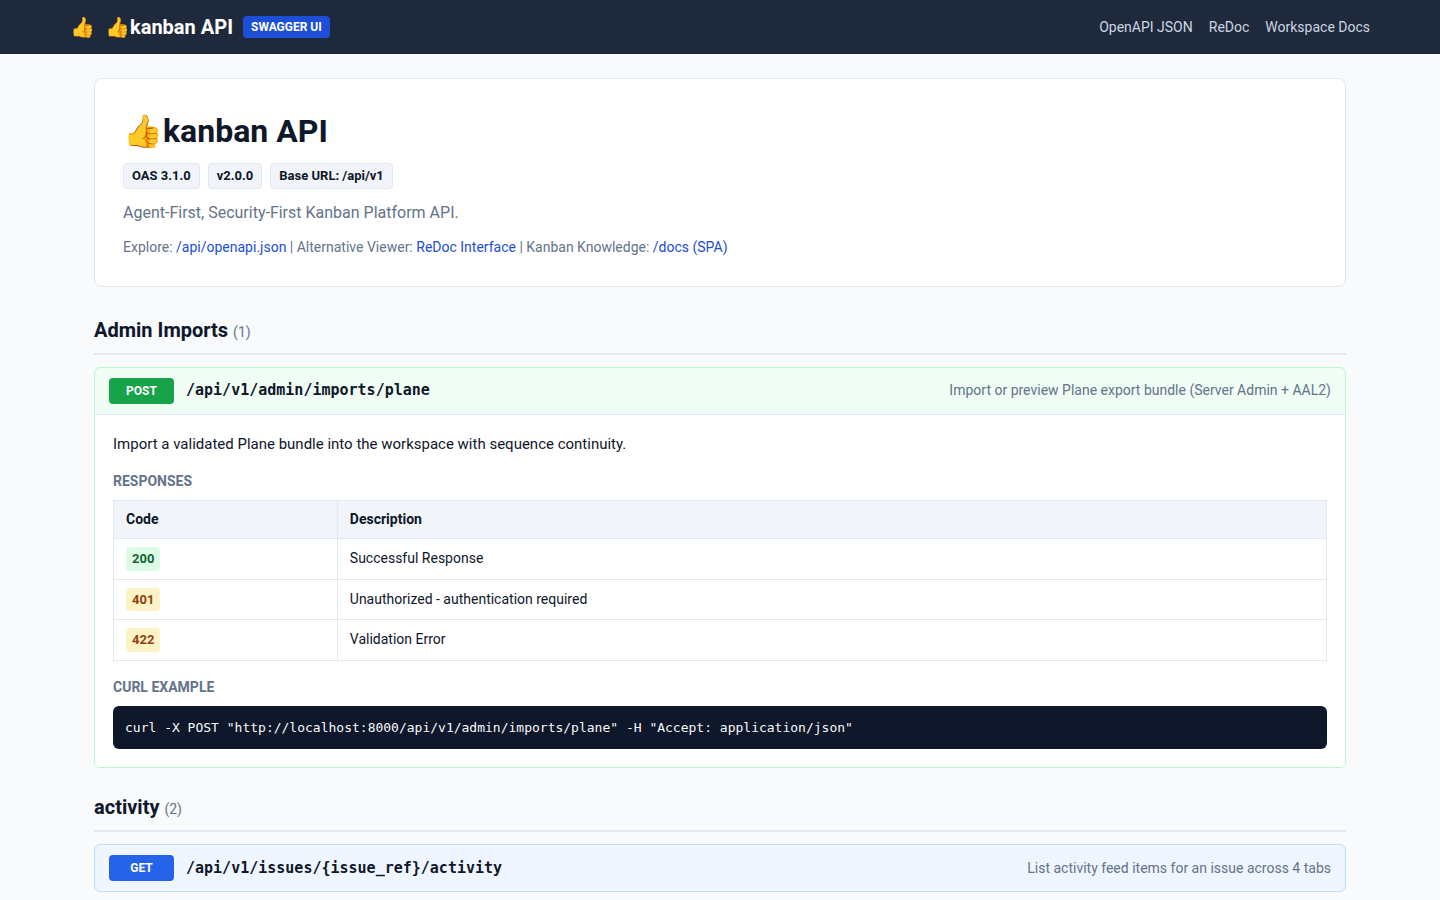 👍 👍kanban API SWAGGER UI OpenAPI JSON ReDoc Workspace Docs
👍kanban API
OAS 3.1.0 v2.0.0 Base URL: /api/v1
Agent-First, Security-First Kanban Platform API.
Explore: /api/openapi.json | Alternative Viewer: ReDoc Interface | Kanban Knowledge: /docs (SPA)
Admin Imports (1)
POST /api/v1/admin/imports/plane Import or preview Plane export bundle (Server Admin + AAL2)
Import a validated Plane bundle into the workspace with sequence continuity.
RESPONSES
Code Description
200 Successful Response
401 Unauthorized - authentication required
422 Validation Error
CURL EXAMPLE
curl -X POST "http://localhost:8000/api/v1/admin/imports/plane" -H "Accept: application/json"
activity (2)
GET /api/v1/issues/{issue_ref}/activity List activity feed items for an issue across 4 tabs